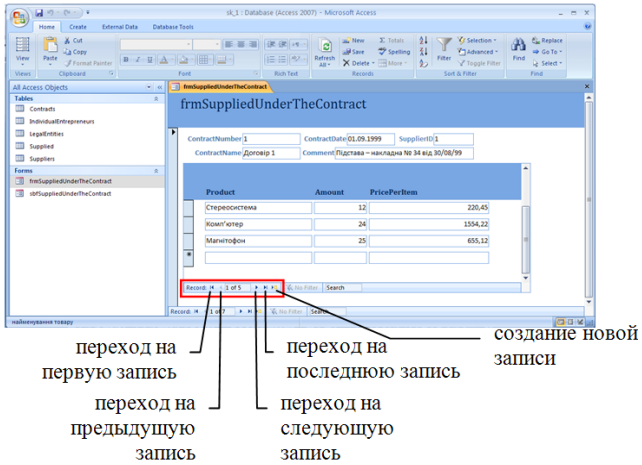 sk_1 : Database (Access 2007) - Microsoft Access
Home Create External Data Database Tools
View
Views
Paste
Cut
Copy
Format Painter
Clipboard
B I U
Font
Rich Text
Refresh All
New
Save
Delete
Totals
Spelling
More
Records
Filter
Selection
Advanced
Toggle Filter
Sort & Filter
Find
Replace
Go To
Select
Find
All Access Objects
Tables
Contracts
IndividualEntrepreneurs
LegalEntities
Supplied
Suppliers
Forms
frmSuppliedUnderTheContract
sbfSuppliedUnderTheContract
frmSuppliedUnderTheContract
frmSuppliedUnderTheContract
ContractNumber 1 ContractDate 01.09.1999 SupplierID 1
ContractName Договір 1 Comment Підстава – накладна № 34 від 30/08/99
Product Amount PricePerItem
Стереосистема 12 220,45
Комп'ютер 24 1554,22
Магнітофон 25 655,12
Record: 1 of 5 No Filter Search
Record: 1 of 7 No Filter Search
найменування товару
переход на
первую запись
переход на
последнюю запись
создание новой
записи
переход на
предыдущую
запись
переход на
следующую
запись